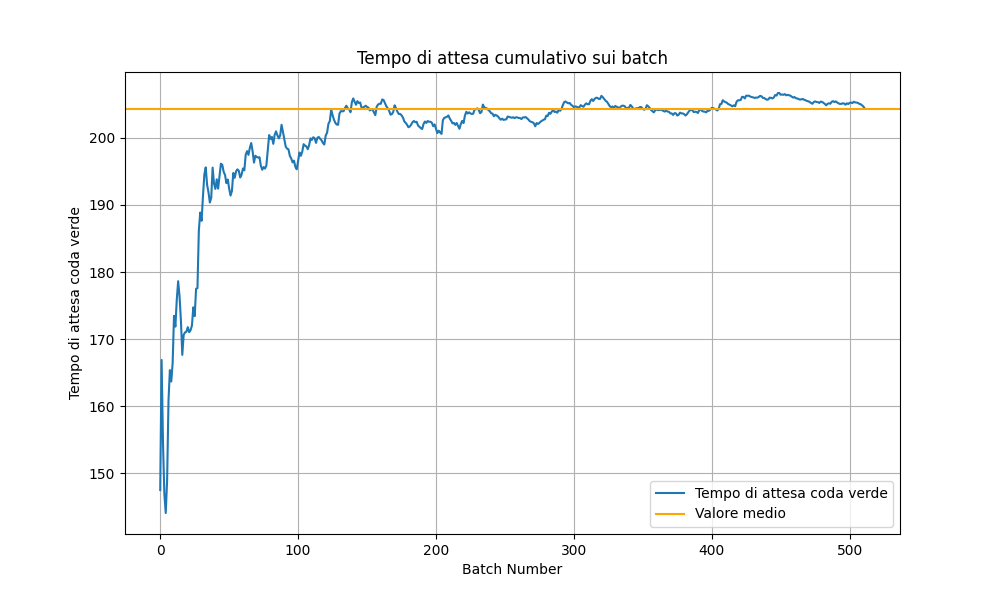 Tempo di attesa cumulativo sui batch
Tempo di attesa coda verde
200
190
180
170
160
150
0 100 200 300 400 500
Batch Number
Tempo di attesa coda verde
Valore medio